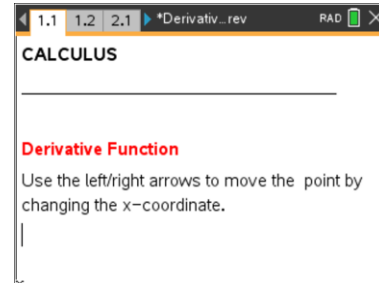 1.1 1.2 2.1 *Derivativ...rev RAD
CALCULUS
Derivative Function
Use the left/right arrows to move the point by
changing the x-coordinate.